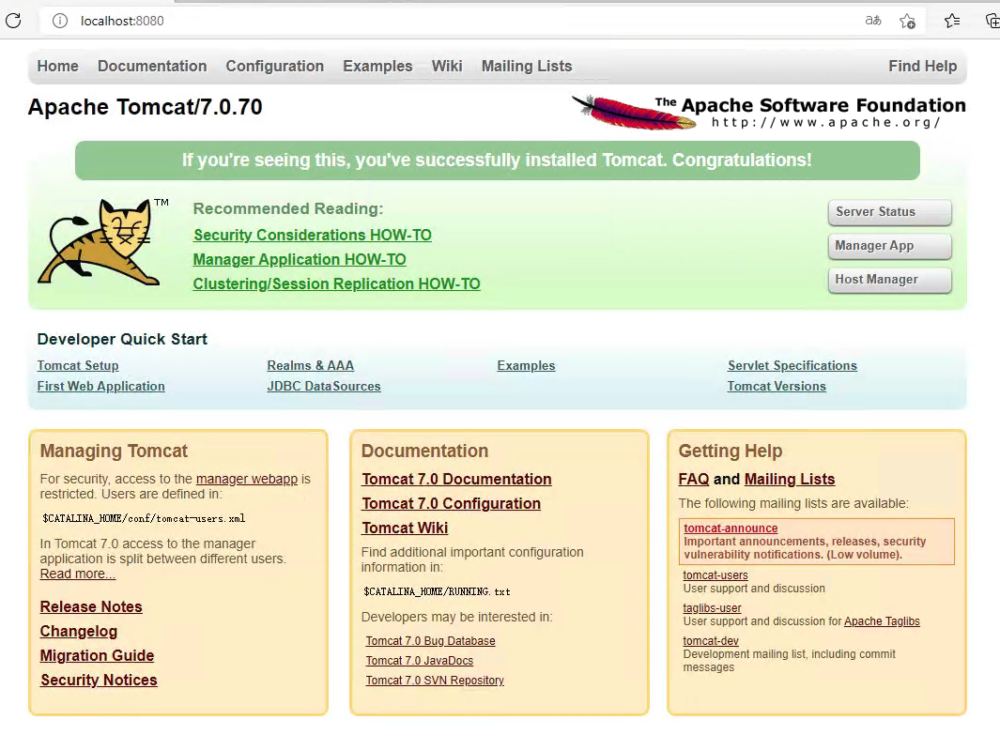 localhost:8080
aあ
Home Documentation Configuration Examples Wiki Mailing Lists Find Help
Apache Tomcat/7.0.70
The Apache Software Foundation
http://www.apache.org/
If you're seeing this, you've successfully installed Tomcat. Congratulations!
TM
Recommended Reading:
Security Considerations HOW-TO
Manager Application HOW-TO
Clustering/Session Replication HOW-TO
Server Status
Manager App
Host Manager
Developer Quick Start
Tomcat Setup
First Web Application
Realms & AAA
JDBC DataSources
Examples
Servlet Specifications
Tomcat Versions
Managing Tomcat
For security, access to the manager webapp is
restricted. Users are defined in:
$CATALINA_HOME/conf/tomcat-users.xml
In Tomcat 7.0 access to the manager
application is split between different users.
Read more...
Release Notes
Changelog
Migration Guide
Security Notices
Documentation
Tomcat 7.0 Documentation
Tomcat 7.0 Configuration
Tomcat Wiki
Find additional important configuration
information in:
$CATALINA_HOME/RUNNING.txt
Developers may be interested in:
Tomcat 7.0 Bug Database
Tomcat 7.0 JavaDocs
Tomcat 7.0 SVN Repository
Getting Help
FAQ and Mailing Lists
The following mailing lists are available:
tomcat-announce
Important announcements, releases, security
vulnerability notifications. (Low volume).
tomcat-users
User support and discussion
taglibs-user
User support and discussion for Apache Taglibs
tomcat-dev
Development mailing list, including commit
messages